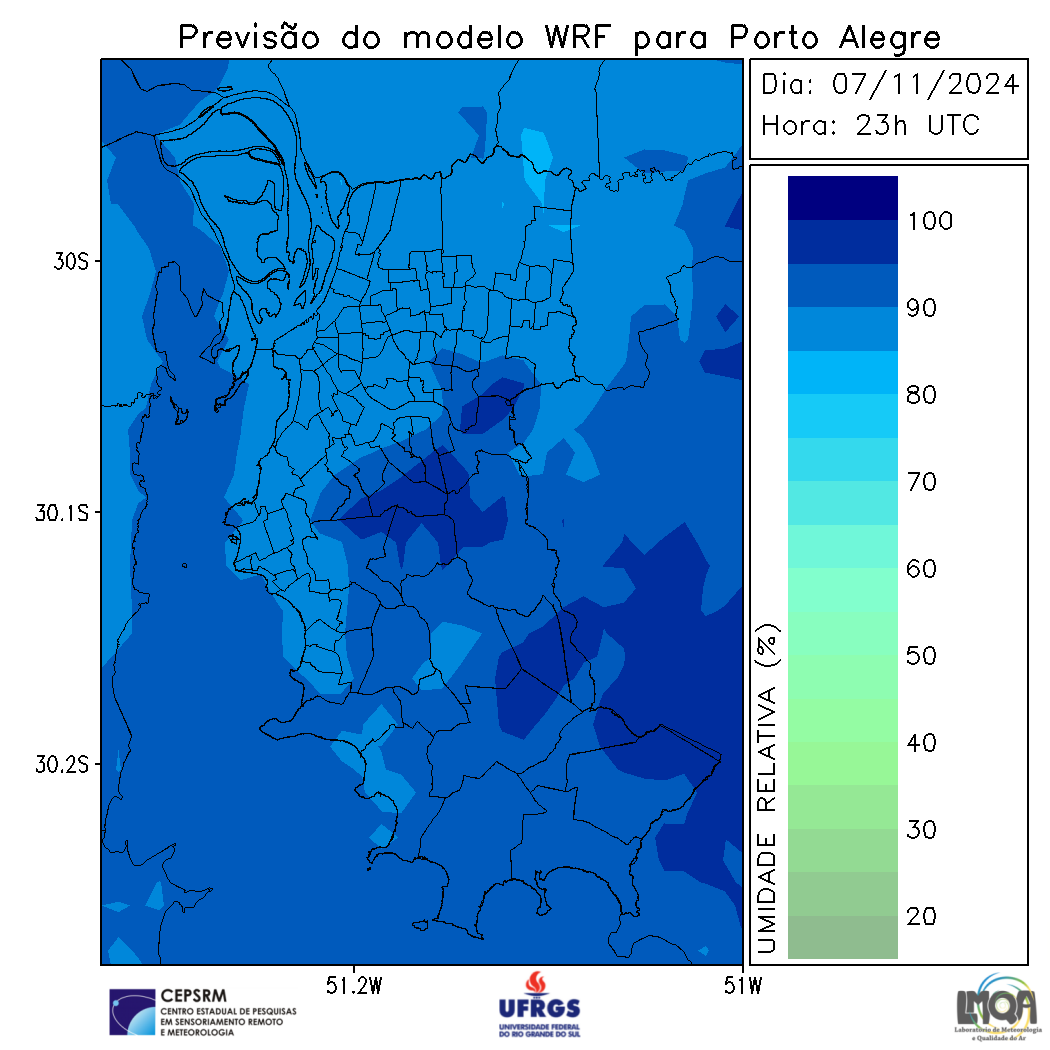 Previsão do modelo WRF para Porto Alegre
Dia: 07/11/2024
Hora: 23h UTC
100
90
80
70
60
50
40
30
20
UMIDADE RELATIVA (%)
30S
30.1S
30.2S
51.2W
51W
CEPSRM
CENTRO ESTADUAL DE PESQUISAS
EM SENSORIAMENTO REMOTO
E METEOROLOGIA
UFRGS
UNIVERSIDADE FEDERAL
DO RIO GRANDE DO SUL
LMQA
Laboratório de Meteorologia
e Qualidade do Ar